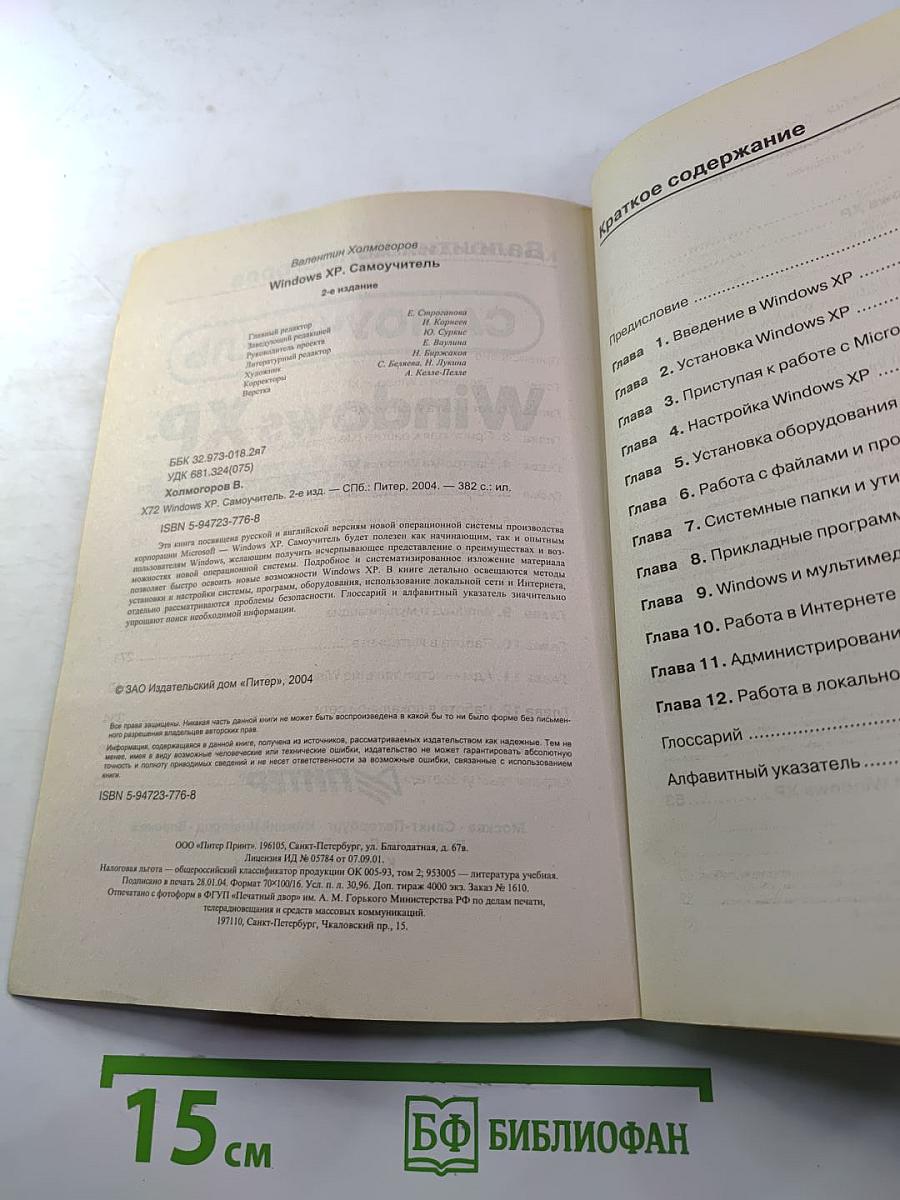 Валентин Холмогоров
Windows XP. Самоучитель
2-е издание
Главный редактор Е. Строганова
Заведующий редакцией И. Корнеев
Руководитель проекта Ю. Суркис
Литературный редактор Е. Ваулина
Художник Н. Биржаков
Корректоры С. Беляева, Н. Лукина
Верстка А. Келле-Пелле
ББК 32.973-018.2я7
УДК 681.324(075)
Холмогоров В.
Х72 Windows XP. Самоучитель. 2-е изд. — СПб.: Питер, 2004. — 382 с.: ил.
ISBN 5-94723-776-8
Эта книга посвящена русской и английской версиям новой операционной системы производства
корпорации Microsoft — Windows XP. Самоучитель будет полезен как начинающим, так и опытным
пользователям Windows, желающим получить исчерпывающее представление о преимуществах и воз-
можностях новой операционной системы. Подробное и систематизированное изложение материала
позволяет быстро освоить новые возможности Windows XP. В книге детально освещаются методы
установки и настройки системы, программ, оборудования, использование локальной сети и Интернета,
отдельно рассматриваются проблемы безопасности. Глоссарий и алфавитный указатель значительно
упрощают поиск необходимой информации.
© ЗАО Издательский дом «Питер», 2004
Все права защищены. Никакая часть данной книги не может быть воспроизведена в какой бы то ни было форме без письмен-
ного разрешения владельцев авторских прав.
Информация, содержащаяся в данной книге, получена из источников, рассматриваемых издательством как надежные. Тем не
менее, имея в виду возможные человеческие или технические ошибки, издательство не может гарантировать абсолютную
точность и полноту приводимых сведений и не несет ответственности за возможные ошибки, связанные с использованием
книги.
ISBN 5-94723-776-8
ООО «Питер Принт». 196105, Санкт-Петербург, ул. Благодатная, д. 67в.
Лицензия ИД № 05784 от 07.09.01.
Налоговая льгота — общероссийский классификатор продукции ОК 005-93, том 2; 953005 — литература учебная.
Подписано в печать 28.01.04. Формат 70×100/16. Усл. п. л. 30,96. Доп. тираж 4000 экз. Заказ № 1610.
Отпечатано с фотоформ в ФГУП «Печатный двор» им. А. М. Горького Министерства РФ по делам печати,
телерадиовещания и средств массовых коммуникаций.
197110, Санкт-Петербург, Чкаловский пр., 15.
Краткое содержание
Предисловие
Глава 1. Введение в Windows XP
Глава 2. Установка Windows XP
Глава 3. Приступая к работе с Micro
Глава 4. Настройка Windows XP
Глава 5. Установка оборудования
Глава 6. Работа с файлами и про
Глава 7. Системные папки и ути
Глава 8. Прикладные програм
Глава 9. Windows и мультимед
Глава 10. Работа в Интернете
Глава 11. Администрировани
Глава 12. Работа в локально
Глоссарий
Алфавитный указатель
15 см
БФ БИБЛИОФАН